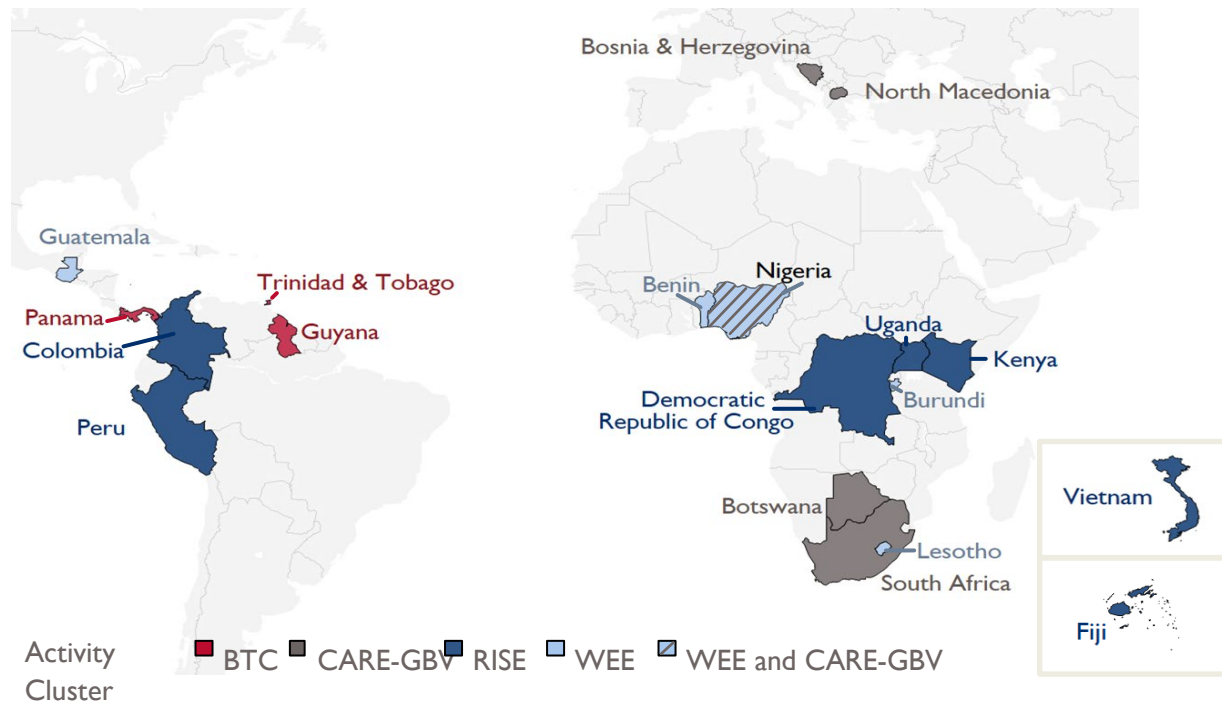 Bosnia & Herzegovina
North Macedonia
Guatemala
Trinidad & Tobago
Panama
Guyana
Colombia
Peru
Nigeria
Benin
Uganda
Kenya
Democratic
Republic of Congo
Burundi
Botswana
Lesotho
South Africa
Vietnam
Fiji
Activity
Cluster
BTC
CARE-GBV
RISE
WEE
WEE and CARE-GBV